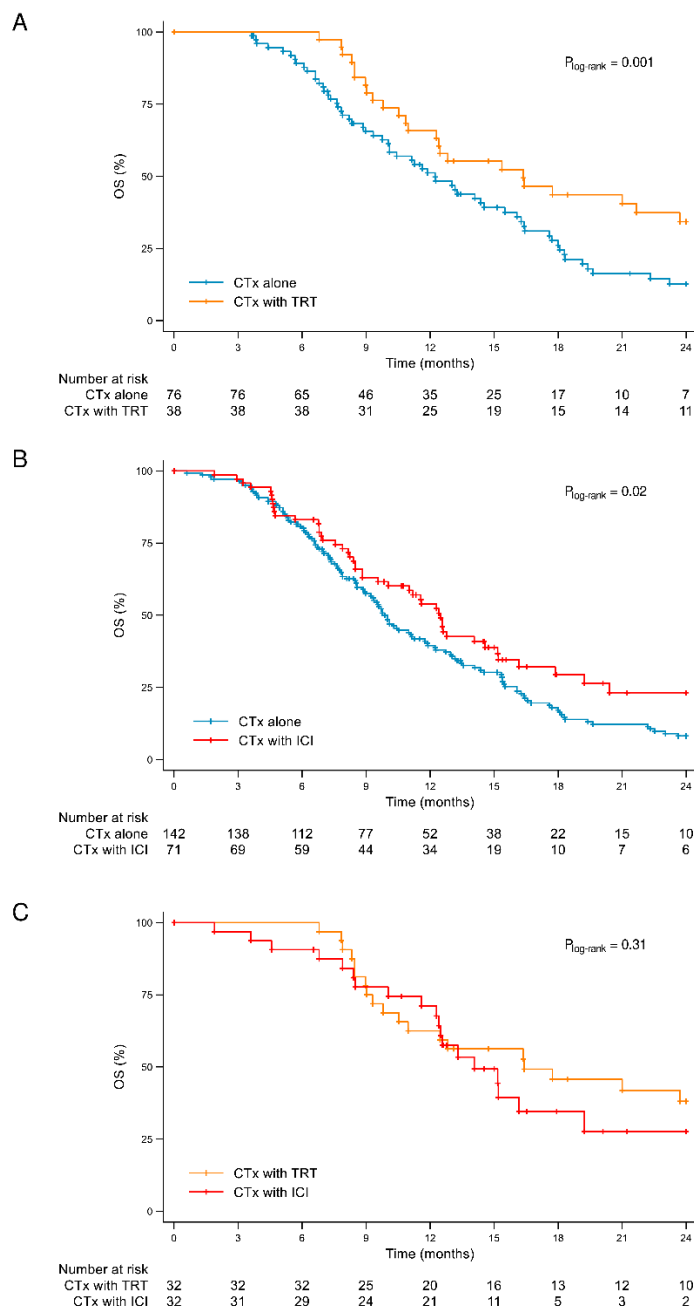 A
100
75
50
25
0
OS (%)
P log-rank = 0.001
CTx alone
CTx with TRT
0 3 6 9 12 15 18 21 24
Time (months)
Number at risk
CTx alone 76 76 65 46 35 25 17 10 7
CTx with TRT 38 38 38 31 25 19 15 14 11
B
100
75
50
25
0
OS (%)
P log-rank = 0.02
CTx alone
CTx with ICI
0 3 6 9 12 15 18 21 24
Time (months)
Number at risk
CTx alone 142 138 112 77 52 38 22 15 10
CTx with ICI 71 69 59 44 34 19 10 7 6
C
100
75
50
25
0
OS (%)
P log-rank = 0.31
CTx with TRT
CTx with ICI
0 3 6 9 12 15 18 21 24
Time (months)
Number at risk
CTx with TRT 32 32 32 25 20 16 13 12 10
CTx with ICI 32 31 29 24 21 11 5 3 2